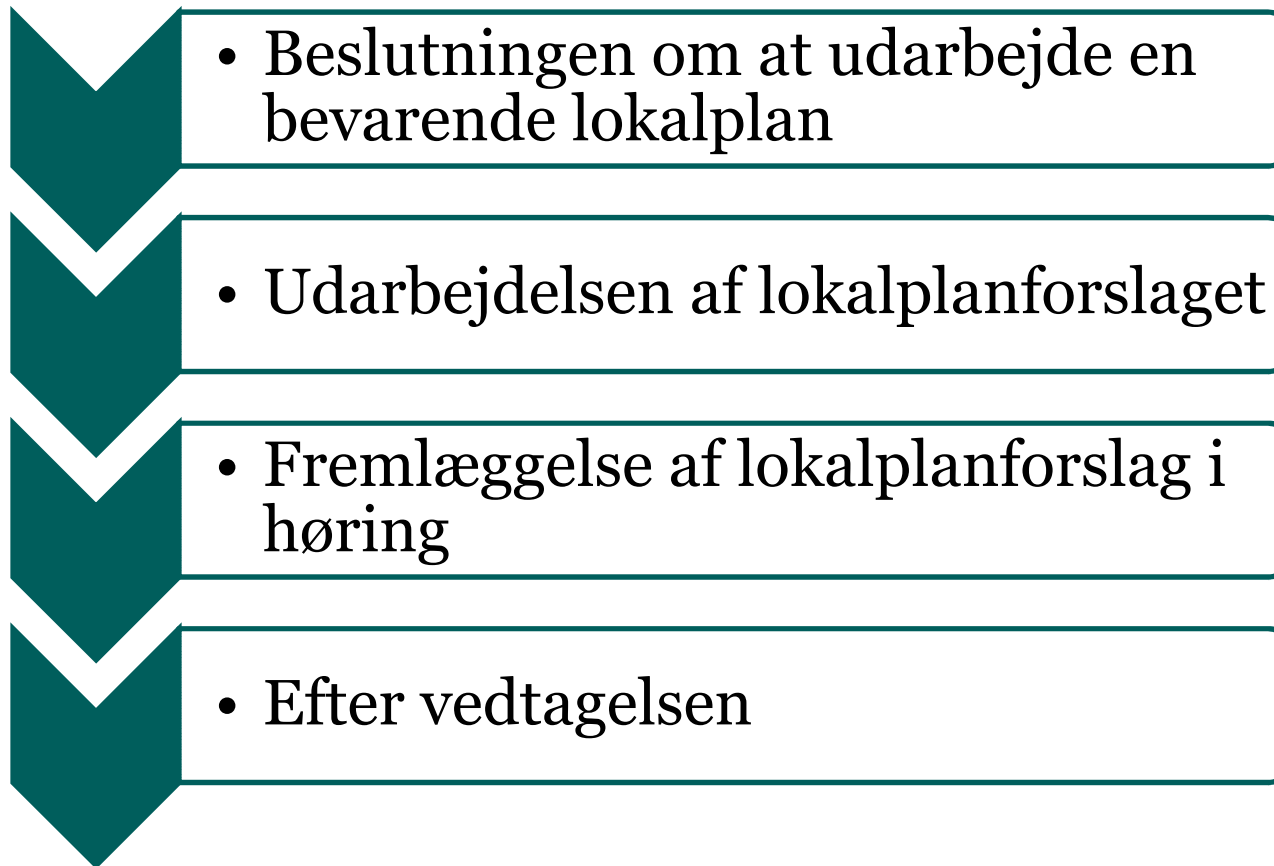 • Beslutningen om at udarbejde en
bevarende lokalplan
• Udarbejdelsen af lokalplanforslaget
• Fremlæggelse af lokalplanforslag i
høring
• Efter vedtagelsen